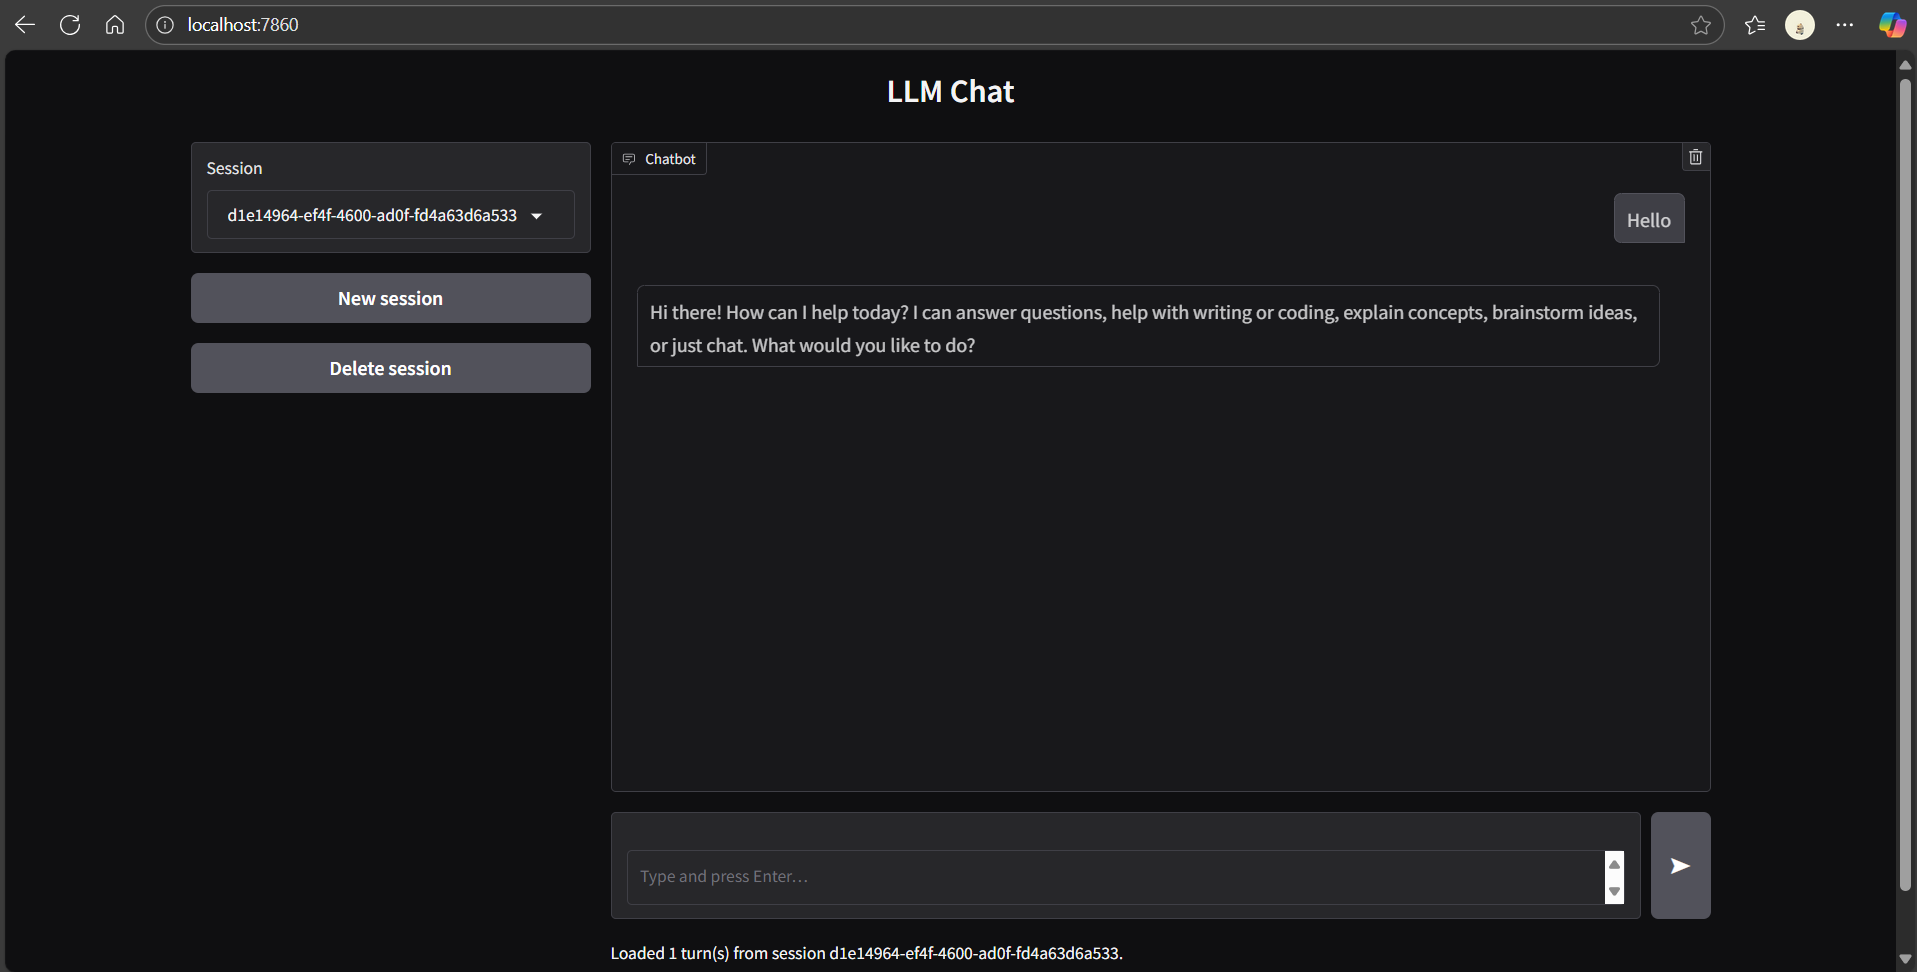 localhost:7860
LLM Chat
Session
d1e14964-ef4f-4600-ad0f-fd4a63d6a533
New session
Delete session
Chatbot
Hello
Hi there! How can I help today? I can answer questions, help with writing or coding, explain concepts, brainstorm ideas,
or just chat. What would you like to do?
Type and press Enter…
Loaded 1 turn(s) from session d1e14964-ef4f-4600-ad0f-fd4a63d6a533.